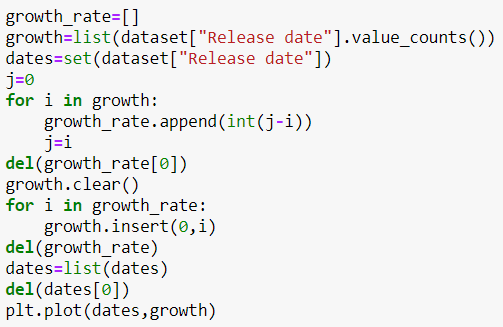 growth_rate=[]
growth=list(dataset["Release date"].value_counts())
dates=set(dataset["Release date"])
j=0
for i in growth:
    growth_rate.append(int(j-i))
    j=i
del(growth_rate[0])
growth.clear()
for i in growth_rate:
    growth.insert(0,i)
del(growth_rate)
dates=list(dates)
del(dates[0])
plt.plot(dates,growth)